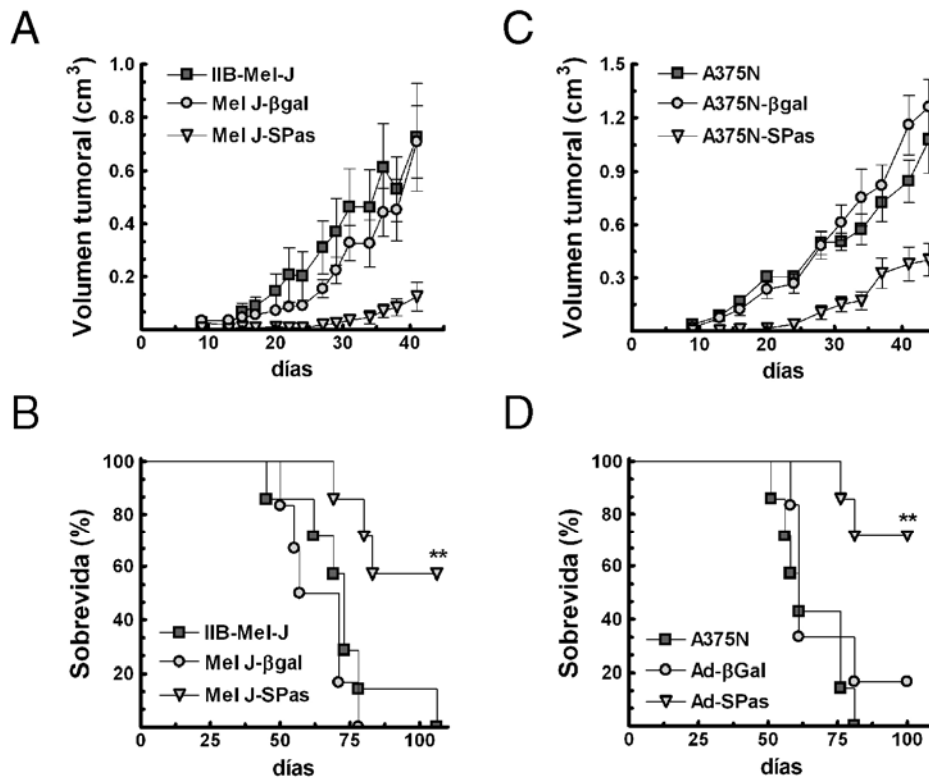 A
Volumen tumoral (cm³)
1.0
0.8
0.6
0.4
0.2
IIB-Mel-J
Mel J-βgal
Mel J-SPas
0 10 20 30 40
días
C
Volumen tumoral (cm³)
1.5
1.2
0.9
0.6
0.3
A375N
A375N-βgal
A375N-SPas
0 10 20 30 40
días
B
Sobrevida (%)
100
80
60
40
20
**
IIB-Mel-J
Mel J-βgal
Mel J-SPas
0 25 50 75 100
días
D
Sobrevida (%)
100
80
60
40
20
**
A375N
Ad-βGal
Ad-SPas
0 25 50 75 100
días